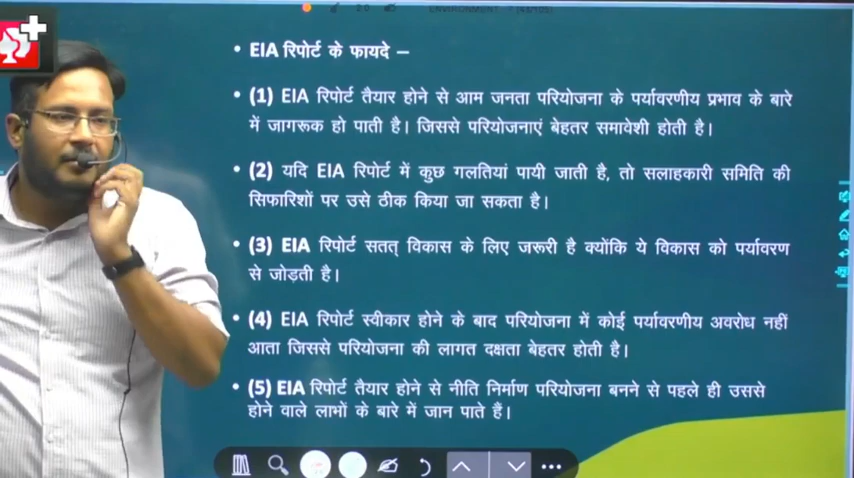 • EIA रिपोर्ट के फायदे –
• (1) EIA रिपोर्ट तैयार होने से आम जनता परियोजना के पर्यावरणीय प्रभाव के बारे
में जागरूक हो पाती है। जिससे परियोजनाएं बेहतर समावेशी होती है।
• (2) यदि EIA रिपोर्ट में कुछ गलतियां पायी जाती है, तो सलाहकारी समिति की
सिफारिशों पर उसे ठीक किया जा सकता है।
• (3) EIA रिपोर्ट सतत् विकास के लिए जरूरी है क्योंकि ये विकास को पर्यावरण
से जोड़ती है।
• (4) EIA रिपोर्ट स्वीकार होने के बाद परियोजना में कोई पर्यावरणीय अवरोध नहीं
आता जिससे परियोजना की लागत दक्षता बेहतर होती है।
• (5) EIA रिपोर्ट तैयार होने से नीति निर्माण परियोजना बनने से पहले ही उससे
होने वाले लाभों के बारे में जान पाते हैं।